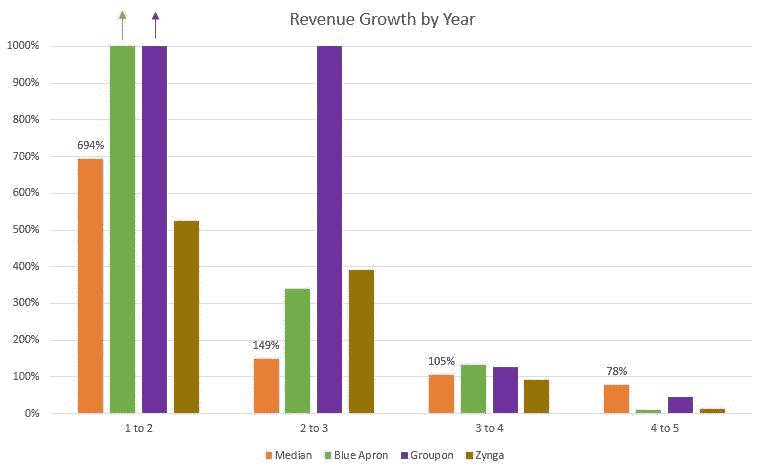 Revenue Growth by Year
1000%
900%
800%
700%
600%
500%
400%
300%
200%
100%
0%
694%
149%
105%
78%
1 to 2
2 to 3
3 to 4
4 to 5
Median
Blue Apron
Groupon
Zynga